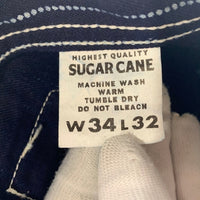 HIGHEST QUALITY
SUGAR CANE
MACHINE WASH
WARM
TUMBLE DRY
DO NOT BLEACH
W34 L32